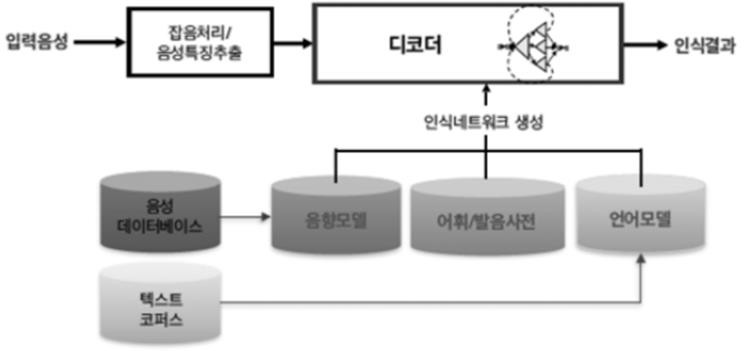 입력음성
잡음처리/
음성특징추출
디코더
인식결과
인식네트워크 생성
음성
데이터베이스
음향모델
어휘/발음사전
언어모델
텍스트
코퍼스